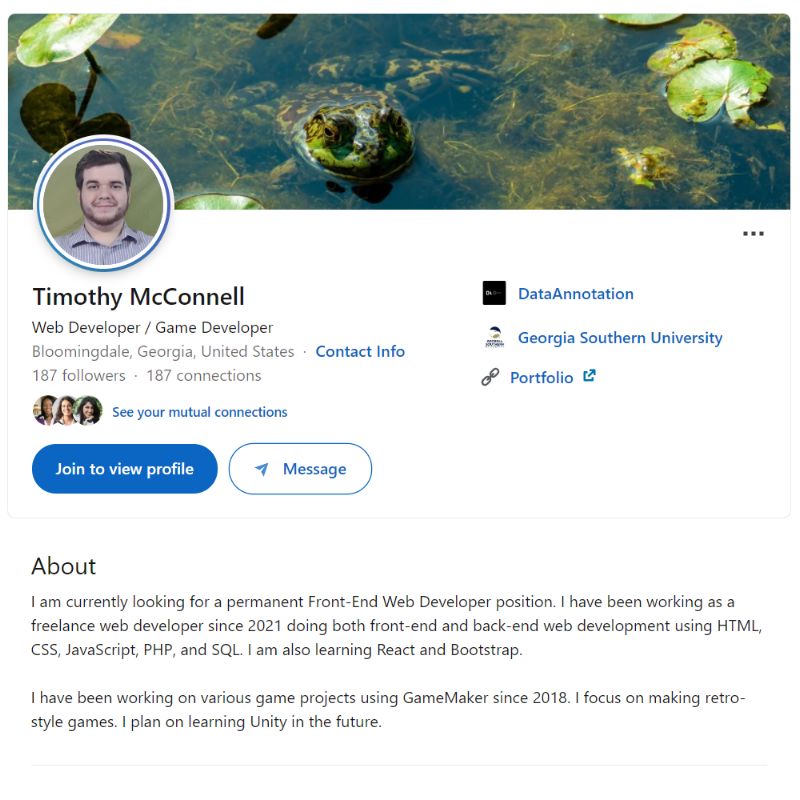 Timothy McConnell
Web Developer / Game Developer
Bloomingdale, Georgia, United States · Contact Info
187 followers · 187 connections
See your mutual connections
Join to view profile
Message
DataAnnotation
Georgia Southern University
Portfolio
About
I am currently looking for a permanent Front-End Web Developer position. I have been working as a
freelance web developer since 2021 doing both front-end and back-end web development using HTML,
CSS, JavaScript, PHP, and SQL. I am also learning React and Bootstrap.
I have been working on various game projects using GameMaker since 2018. I focus on making retro-
style games. I plan on learning Unity in the future.